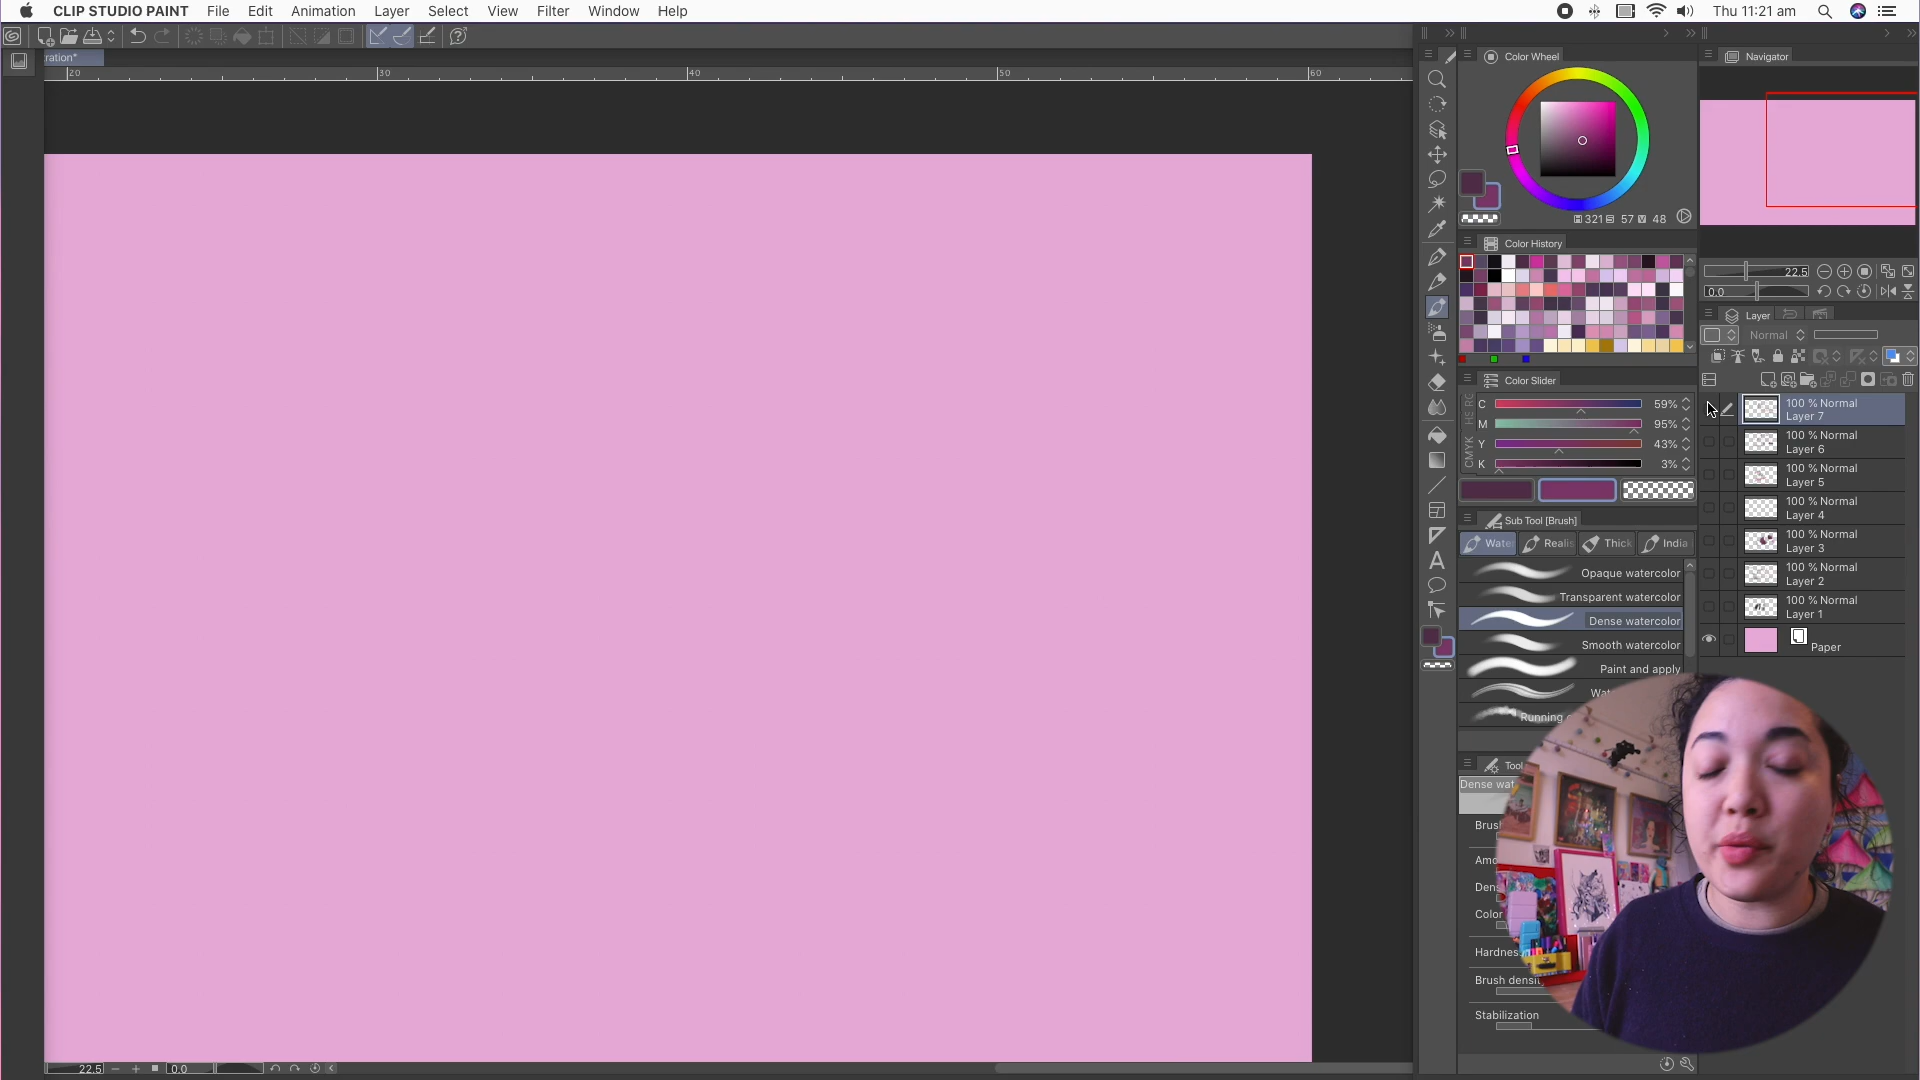 CLIP STUDIO PAINT File Edit Animation Layer Select View Filter Window Help
Thu 11:21 am
ration*
20 30 40 50 60
Color Wheel
321 57 48
Color History
Color Slider
C 59%
M 95%
Y 43%
K 3%
CMYK
Sub Tool [Brush]
Water Realis Thick India
Opaque watercolor
Transparent watercolor
Dense watercolor
Smooth watercolor
Paint and apply
Wat
Running
Tool
Dense wat
Brus
Amo
Den
Color
Hardness
Brush densi
Stabilization
Navigator
22.5
0.0
Layer
Normal
100 % Normal
Layer 7
100 % Normal
Layer 6
100 % Normal
Layer 5
100 % Normal
Layer 4
100 % Normal
Layer 3
100 % Normal
Layer 2
100 % Normal
Layer 1
Paper
22.5 0.0